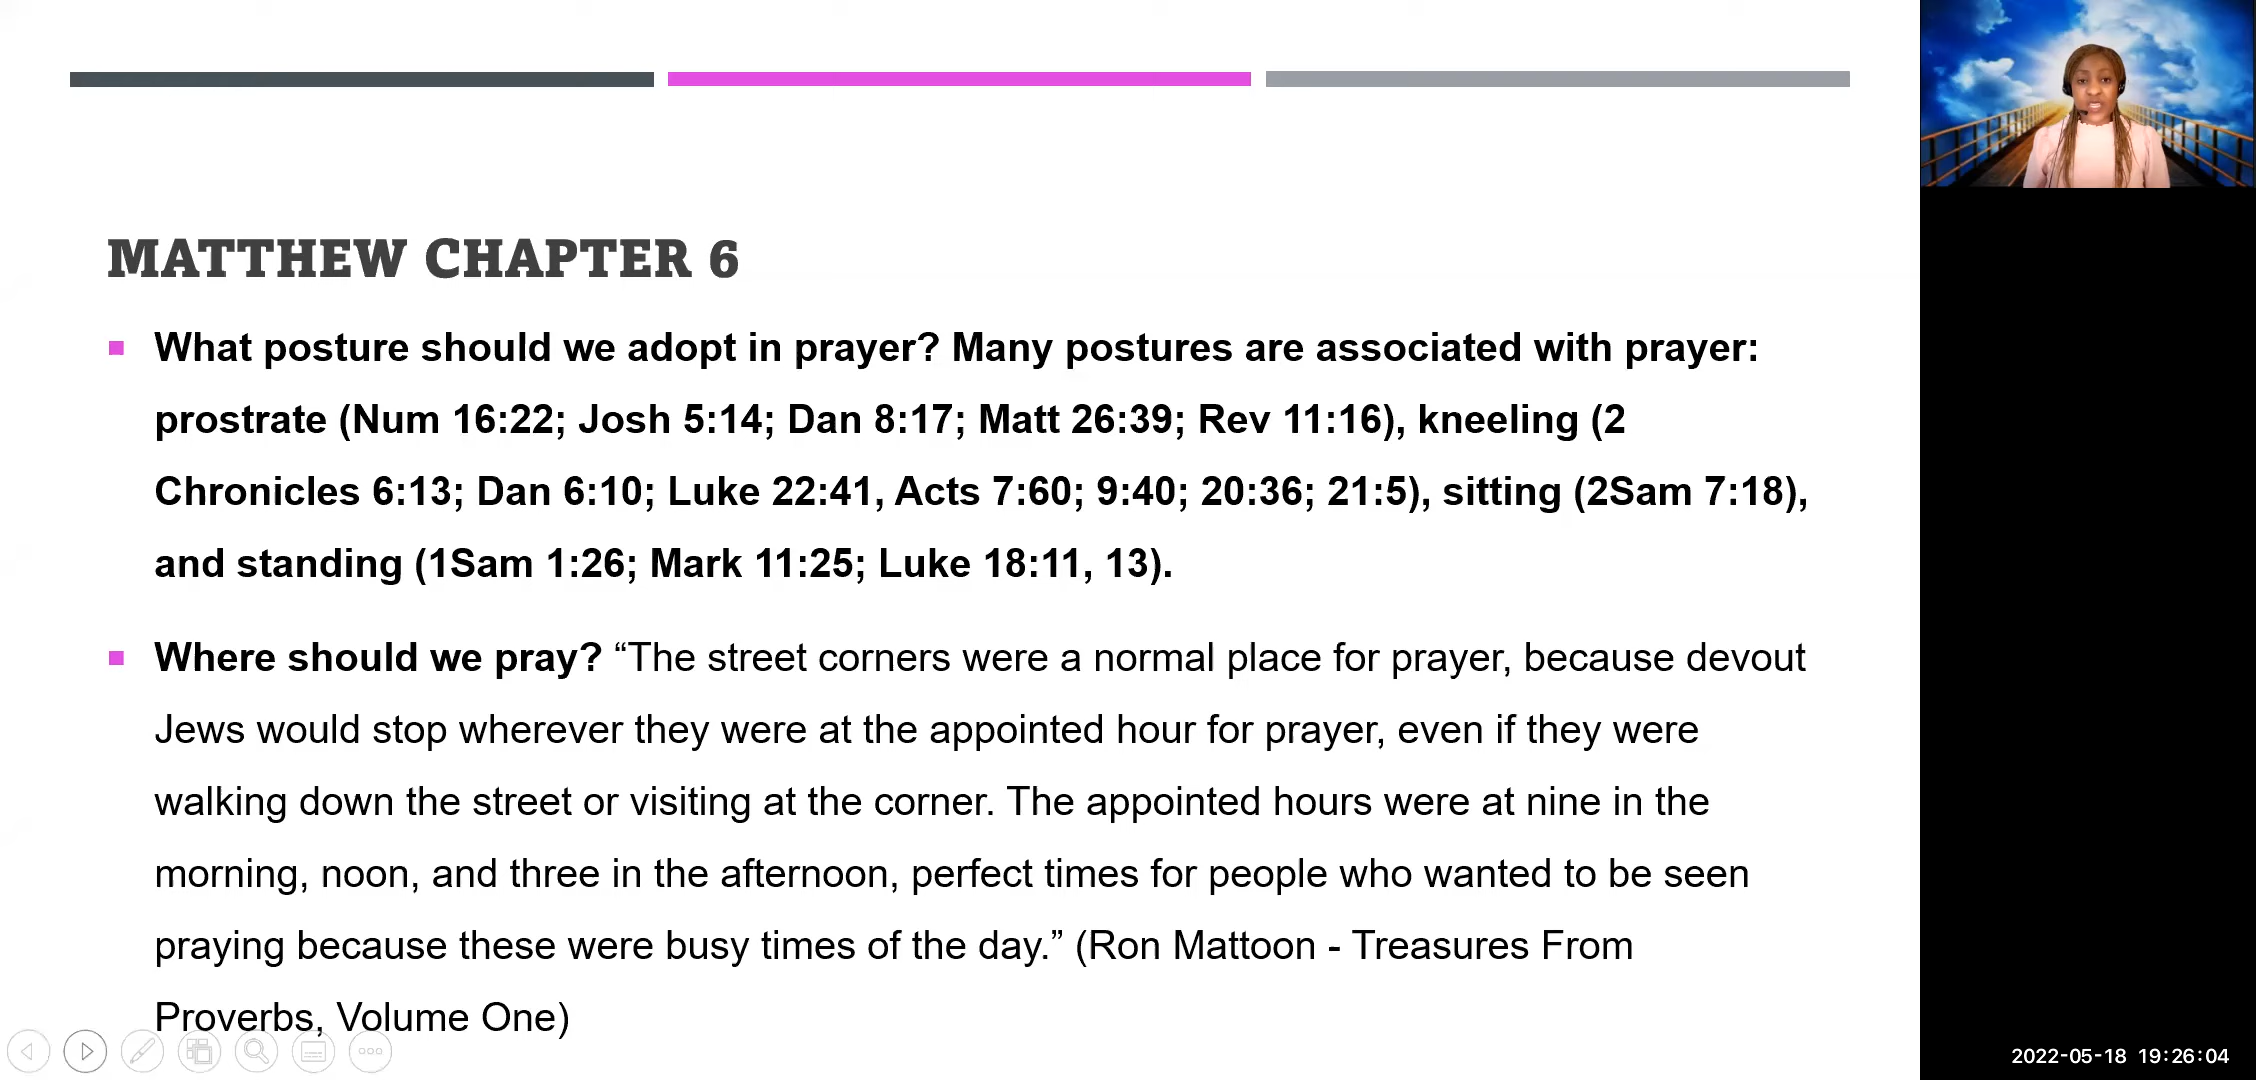 MATTHEW CHAPTER 6
What posture should we adopt in prayer? Many postures are associated with prayer:
prostrate (Num 16:22; Josh 5:14; Dan 8:17; Matt 26:39; Rev 11:16), kneeling (2
Chronicles 6:13; Dan 6:10; Luke 22:41, Acts 7:60; 9:40; 20:36; 21:5), sitting (2Sam 7:18),
and standing (1Sam 1:26; Mark 11:25; Luke 18:11, 13).
Where should we pray? “The street corners were a normal place for prayer, because devout
Jews would stop wherever they were at the appointed hour for prayer, even if they were
walking down the street or visiting at the corner. The appointed hours were at nine in the
morning, noon, and three in the afternoon, perfect times for people who wanted to be seen
praying because these were busy times of the day.” (Ron Mattoon - Treasures From
Proverbs, Volume One)
2022-05-18 19:26:04